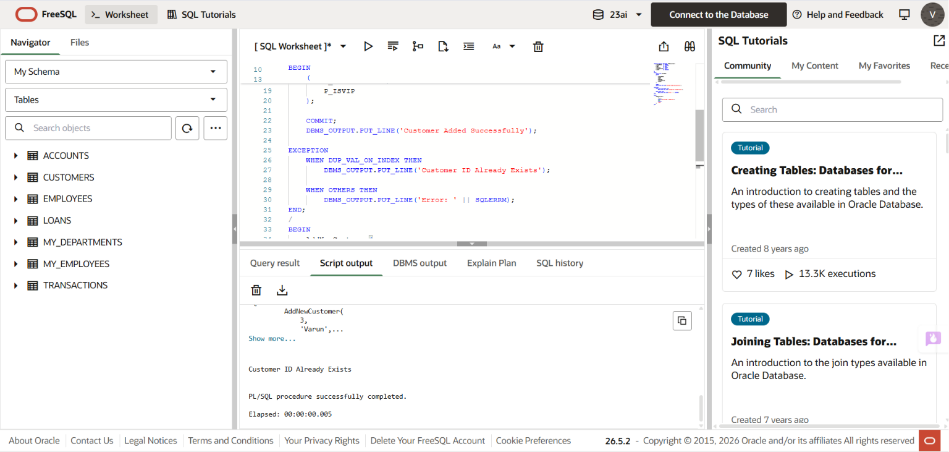 FreeSQL
>_ Worksheet
SQL Tutorials
23ai
Connect to the Database
Help and Feedback
V
Navigator
Files
My Schema
Tables
Search objects
ACCOUNTS
CUSTOMERS
EMPLOYEES
LOANS
MY_DEPARTMENTS
MY_EMPLOYEES
TRANSACTIONS
[ SQL Worksheet ]*
Aa
10 BEGIN
13 (
19 P_ISVIP
20 );
21
22 COMMIT;
23 DBMS_OUTPUT.PUT_LINE('Customer Added Successfully');
24
25 EXCEPTION
26 WHEN DUP_VAL_ON_INDEX THEN
27 DBMS_OUTPUT.PUT_LINE('Customer ID Already Exists');
28
29 WHEN OTHERS THEN
30 DBMS_OUTPUT.PUT_LINE('Error: ' || SQLERRM);
31 END;
32 /
33 BEGIN
Query result
Script output
DBMS output
Explain Plan
SQL history
AddNewCustomer(
3,
'Varun',...
Show more...
Customer ID Already Exists
PL/SQL procedure successfully completed.
Elapsed: 00:00:00.005
SQL Tutorials
Community
My Content
My Favorites
Rece
Search
Tutorial
Creating Tables: Databases for...
An introduction to creating tables and the
types of these available in Oracle Database.
Created 8 years ago
7 likes
13.3K executions
Tutorial
Joining Tables: Databases for...
An introduction to the join types available in
Oracle Database.
Created 7 years ago
About Oracle
Contact Us
Legal Notices
Terms and Conditions
Your Privacy Rights
Delete Your FreeSQL Account
Cookie Preferences
26.5.2 - Copyright © 2015, 2026 Oracle and/or its affiliates All rights reserved